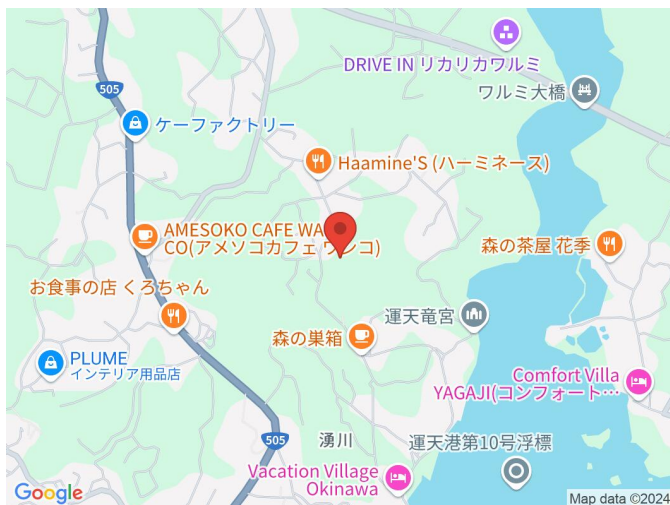 DRIVE IN リカリカワルミ
505
ワルミ大橋
ケーファクトリー
Haamine'S (ハーミネース)
AMESOKO CAFE WA
CO(アメソコカフェ ワンコ)
森の茶屋 花季
お食事の店 くろちゃん
運天竜宮
森の巣箱
PLUME
インテリア用品店
Comfort Villa
YAGAJI(コンフォート…
505
湧川
運天港第10号浮標
Vacation Village
Okinawa
Google
Map data ©2024